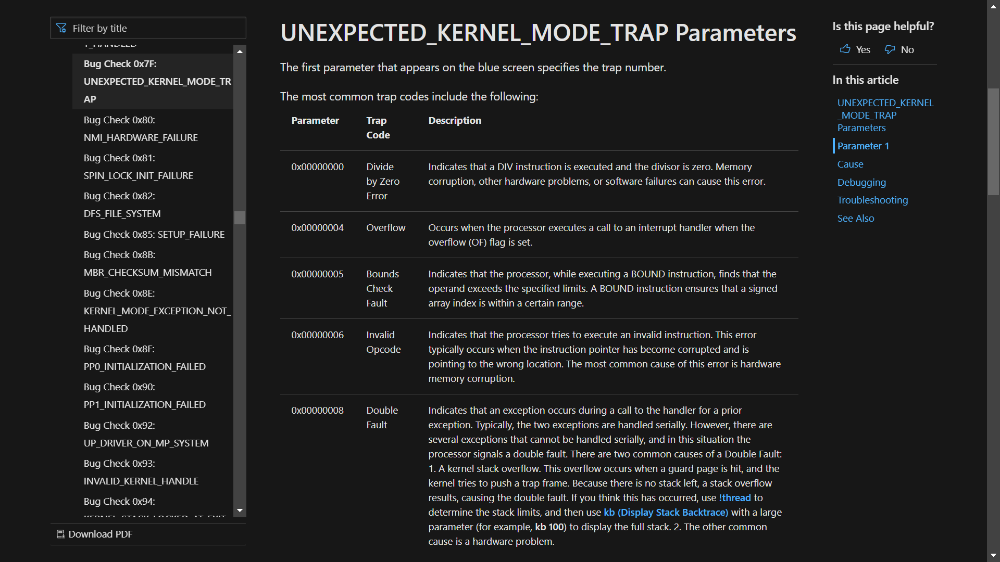 Filter by title
1_HANDLED
Bug Check 0x7F:
UNEXPECTED_KERNEL_MODE_TR
AP
Bug Check 0x80:
NMI_HARDWARE_FAILURE
Bug Check 0x81:
SPIN_LOCK_INIT_FAILURE
Bug Check 0x82:
DFS_FILE_SYSTEM
Bug Check 0x85: SETUP_FAILURE
Bug Check 0x8B:
MBR_CHECKSUM_MISMATCH
Bug Check 0x8E:
KERNEL_MODE_EXCEPTION_NOT_
HANDLED
Bug Check 0x8F:
PP0_INITIALIZATION_FAILED
Bug Check 0x90:
PP1_INITIALIZATION_FAILED
Bug Check 0x92:
UP_DRIVER_ON_MP_SYSTEM
Bug Check 0x93:
INVALID_KERNEL_HANDLE
Bug Check 0x94:
KERNEL_STACK_LOCKED_AT_EXIT
Download PDF
UNEXPECTED_KERNEL_MODE_TRAP Parameters
The first parameter that appears on the blue screen specifies the trap number.
The most common trap codes include the following:
Parameter Trap Description
Code
0x00000000 Divide Indicates that a DIV instruction is executed and the divisor is zero. Memory
by Zero corruption, other hardware problems, or software failures can cause this error.
Error
0x00000004 Overflow Occurs when the processor executes a call to an interrupt handler when the
overflow (OF) flag is set.
0x00000005 Bounds Indicates that the processor, while executing a BOUND instruction, finds that the
Check operand exceeds the specified limits. A BOUND instruction ensures that a signed
Fault array index is within a certain range.
0x00000006 Invalid Indicates that the processor tries to execute an invalid instruction. This error
Opcode typically occurs when the instruction pointer has become corrupted and is
pointing to the wrong location. The most common cause of this error is hardware
memory corruption.
0x00000008 Double Indicates that an exception occurs during a call to the handler for a prior
Fault exception. Typically, the two exceptions are handled serially. However, there are
several exceptions that cannot be handled serially, and in this situation the
processor signals a double fault. There are two common causes of a Double Fault:
1. A kernel stack overflow. This overflow occurs when a guard page is hit, and the
kernel tries to push a trap frame. Because there is no stack left, a stack overflow
results, causing the double fault. If you think this has occurred, use !thread to
determine the stack limits, and then use kb (Display Stack Backtrace) with a large
parameter (for example, kb 100) to display the full stack. 2. The other common
cause is a hardware problem.
Is this page helpful?
Yes No
In this article
UNEXPECTED_KERNEL
_MODE_TRAP
Parameters
Parameter 1
Cause
Debugging
Troubleshooting
See Also